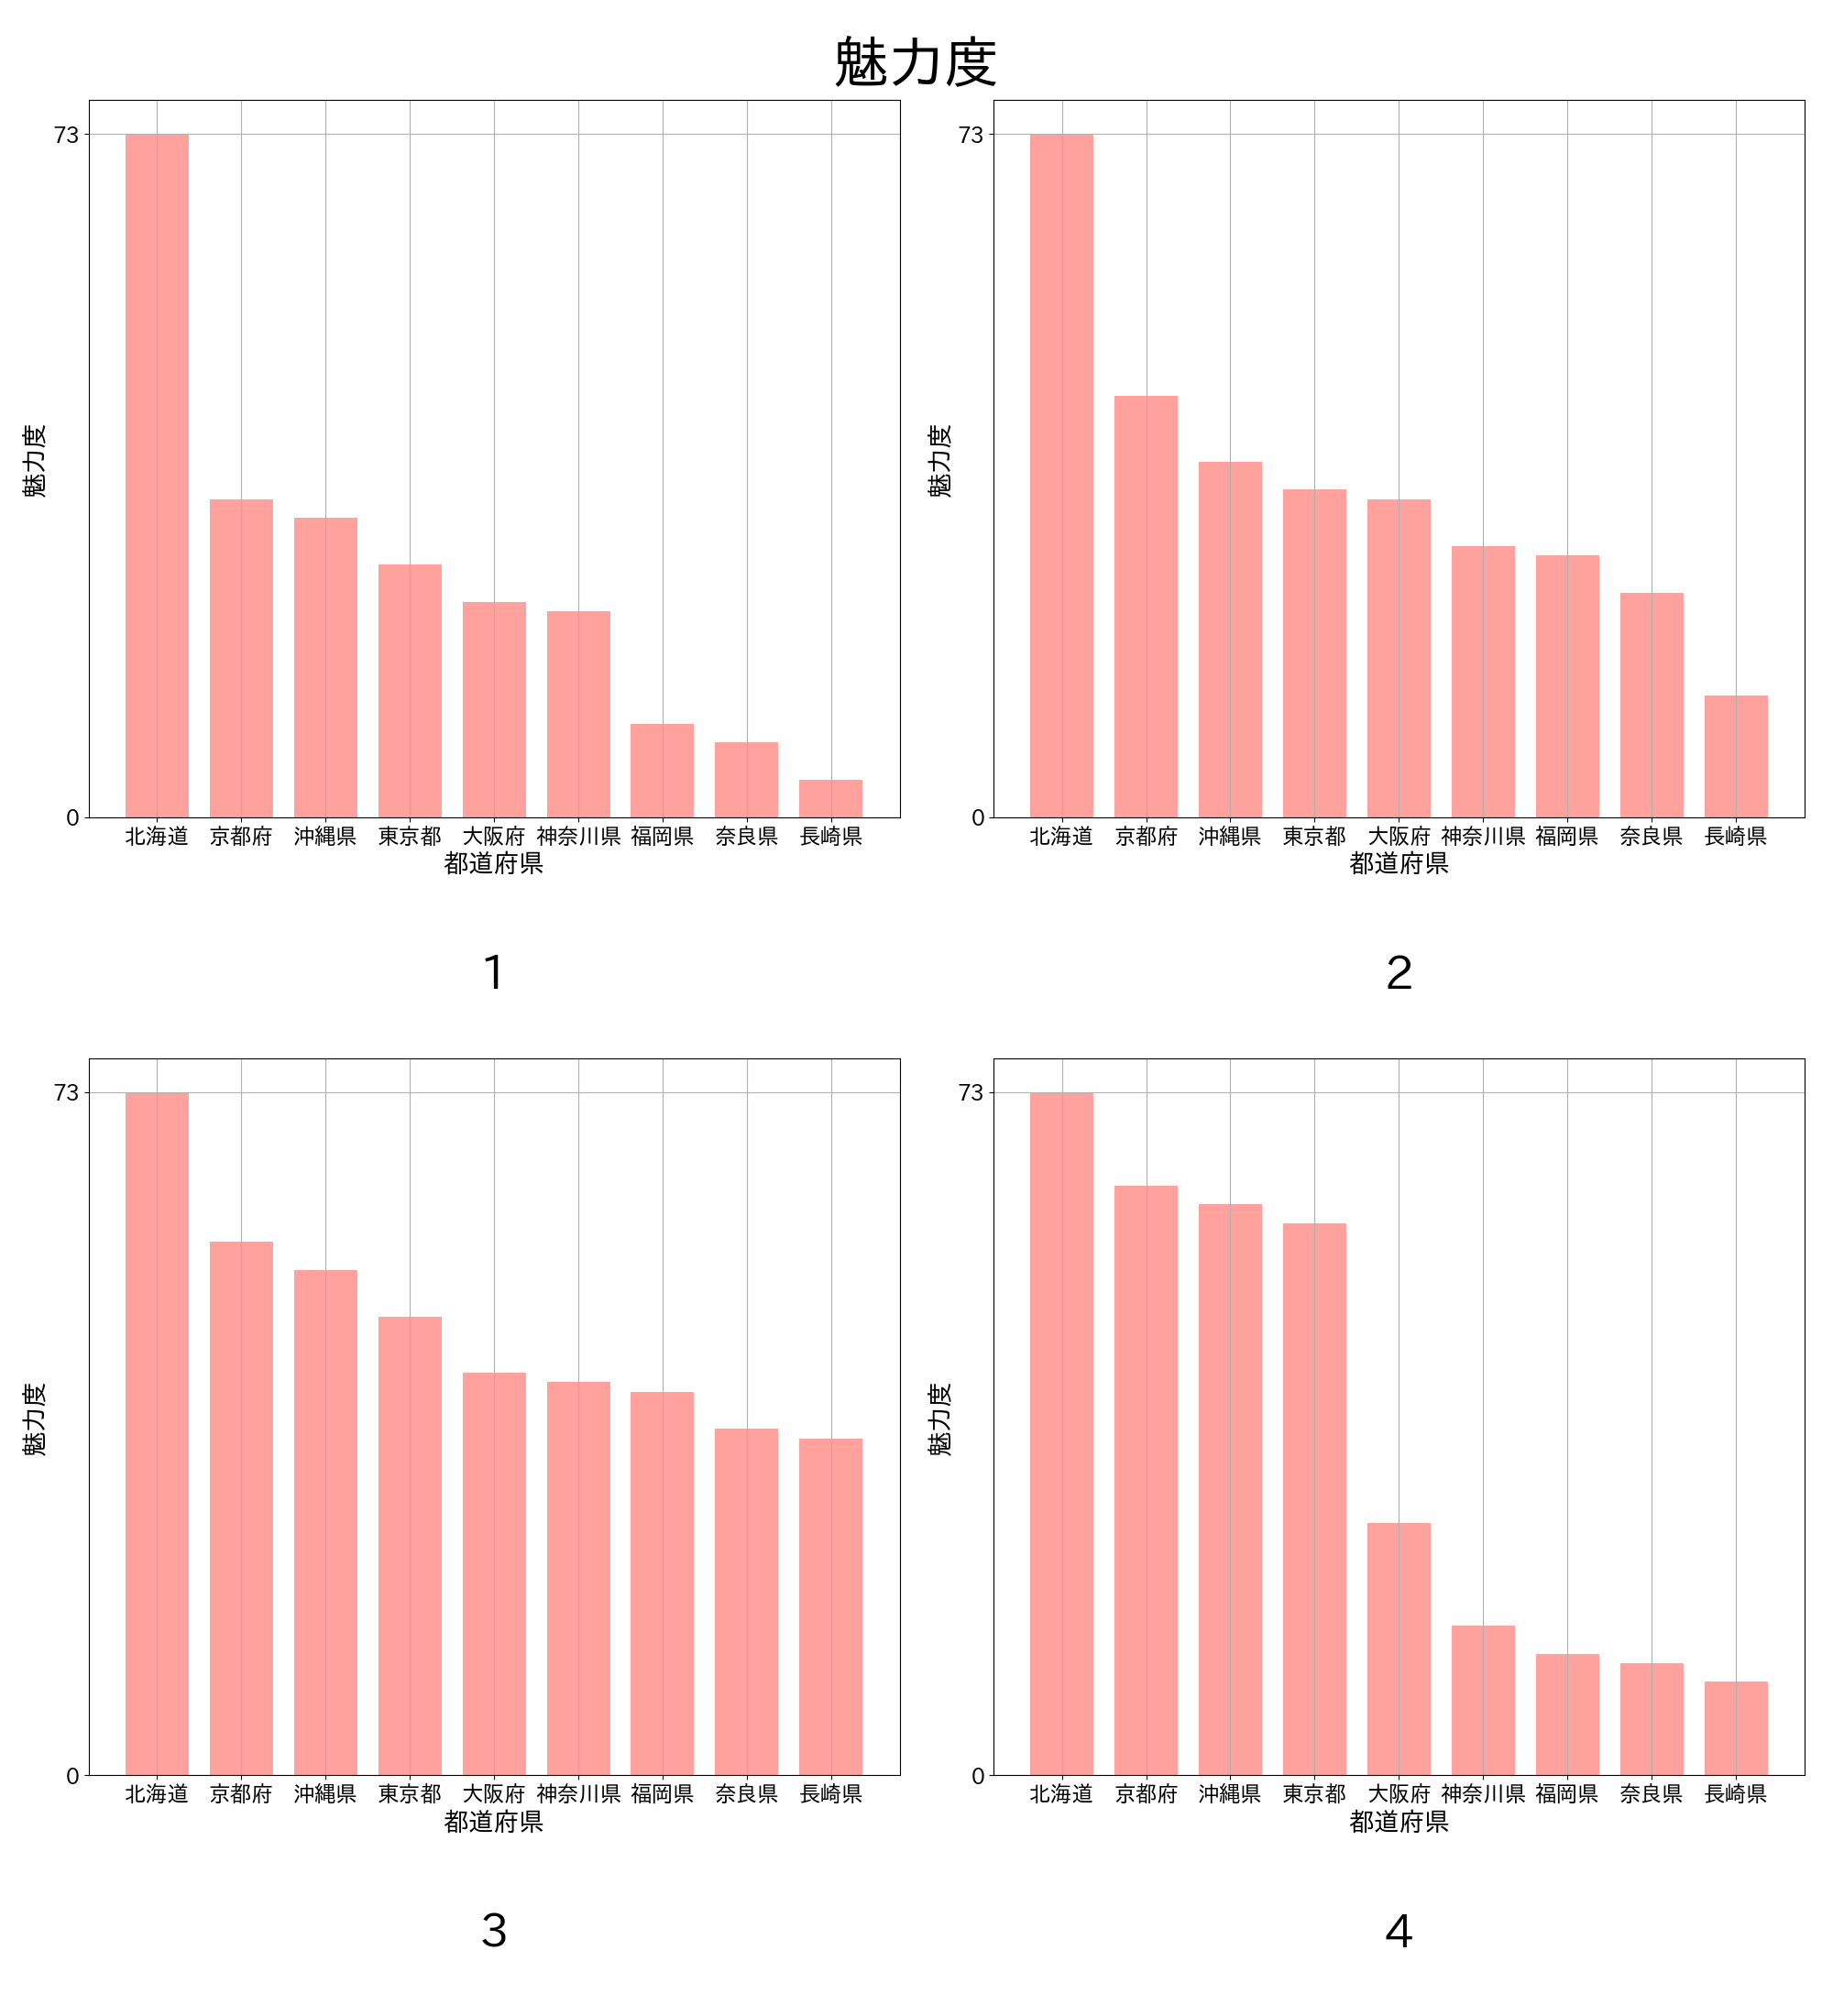 魅力度
73
魅力度
0
北海道 京都府 沖縄県 東京都 大阪府 神奈川県 福岡県 奈良県 長崎県
都道府県
1
73
魅力度
0
北海道 京都府 沖縄県 東京都 大阪府 神奈川県 福岡県 奈良県 長崎県
都道府県
2
73
魅力度
0
北海道 京都府 沖縄県 東京都 大阪府 神奈川県 福岡県 奈良県 長崎県
都道府県
3
73
魅力度
0
北海道 京都府 沖縄県 東京都 大阪府 神奈川県 福岡県 奈良県 長崎県
都道府県
4